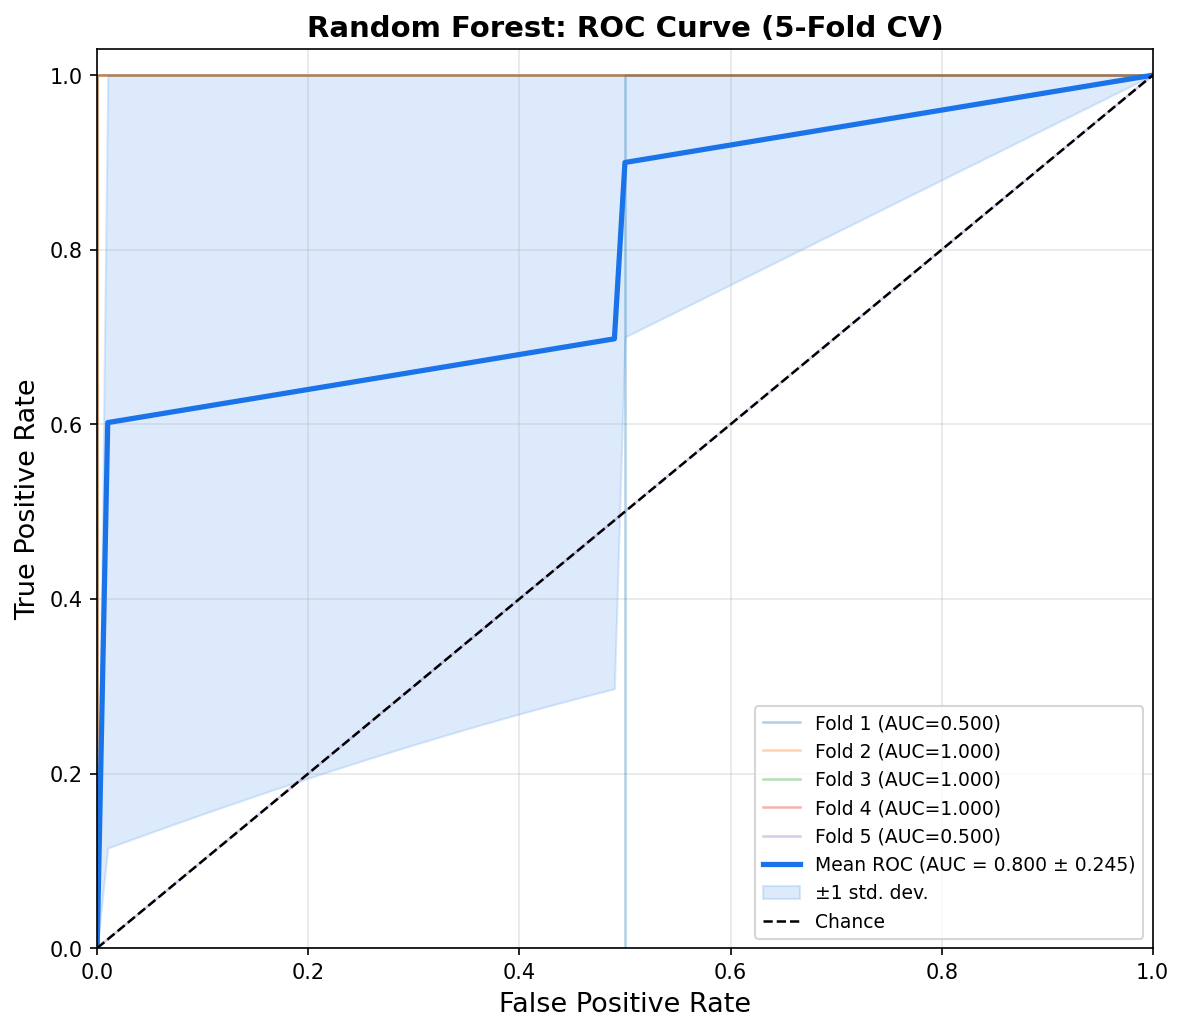 Random Forest: ROC Curve (5-Fold CV)
True Positive Rate
1.0
0.8
0.6
0.4
0.2
0.0
0.0 0.2 0.4 0.6 0.8 1.0
False Positive Rate
Fold 1 (AUC=0.500)
Fold 2 (AUC=1.000)
Fold 3 (AUC=1.000)
Fold 4 (AUC=1.000)
Fold 5 (AUC=0.500)
Mean ROC (AUC = 0.800 ± 0.245)
±1 std. dev.
Chance